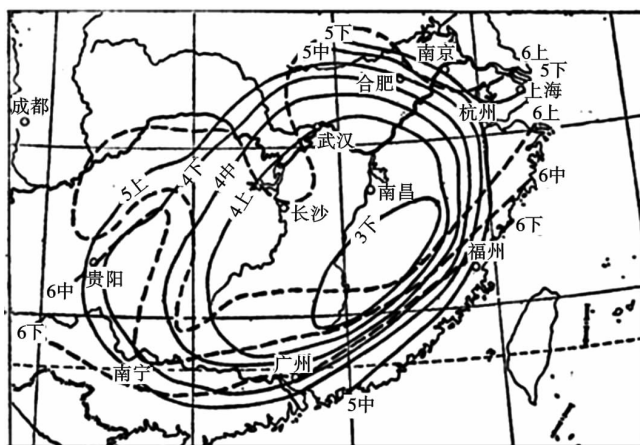 5下
5中
南京
6上
5下
上海
合肥
成都
杭州
6上
武汉
5上
4下
4中
4上
南昌
6中
长沙
3下
6下
福州
贵阳
6中
6下
南宁
广州
5中